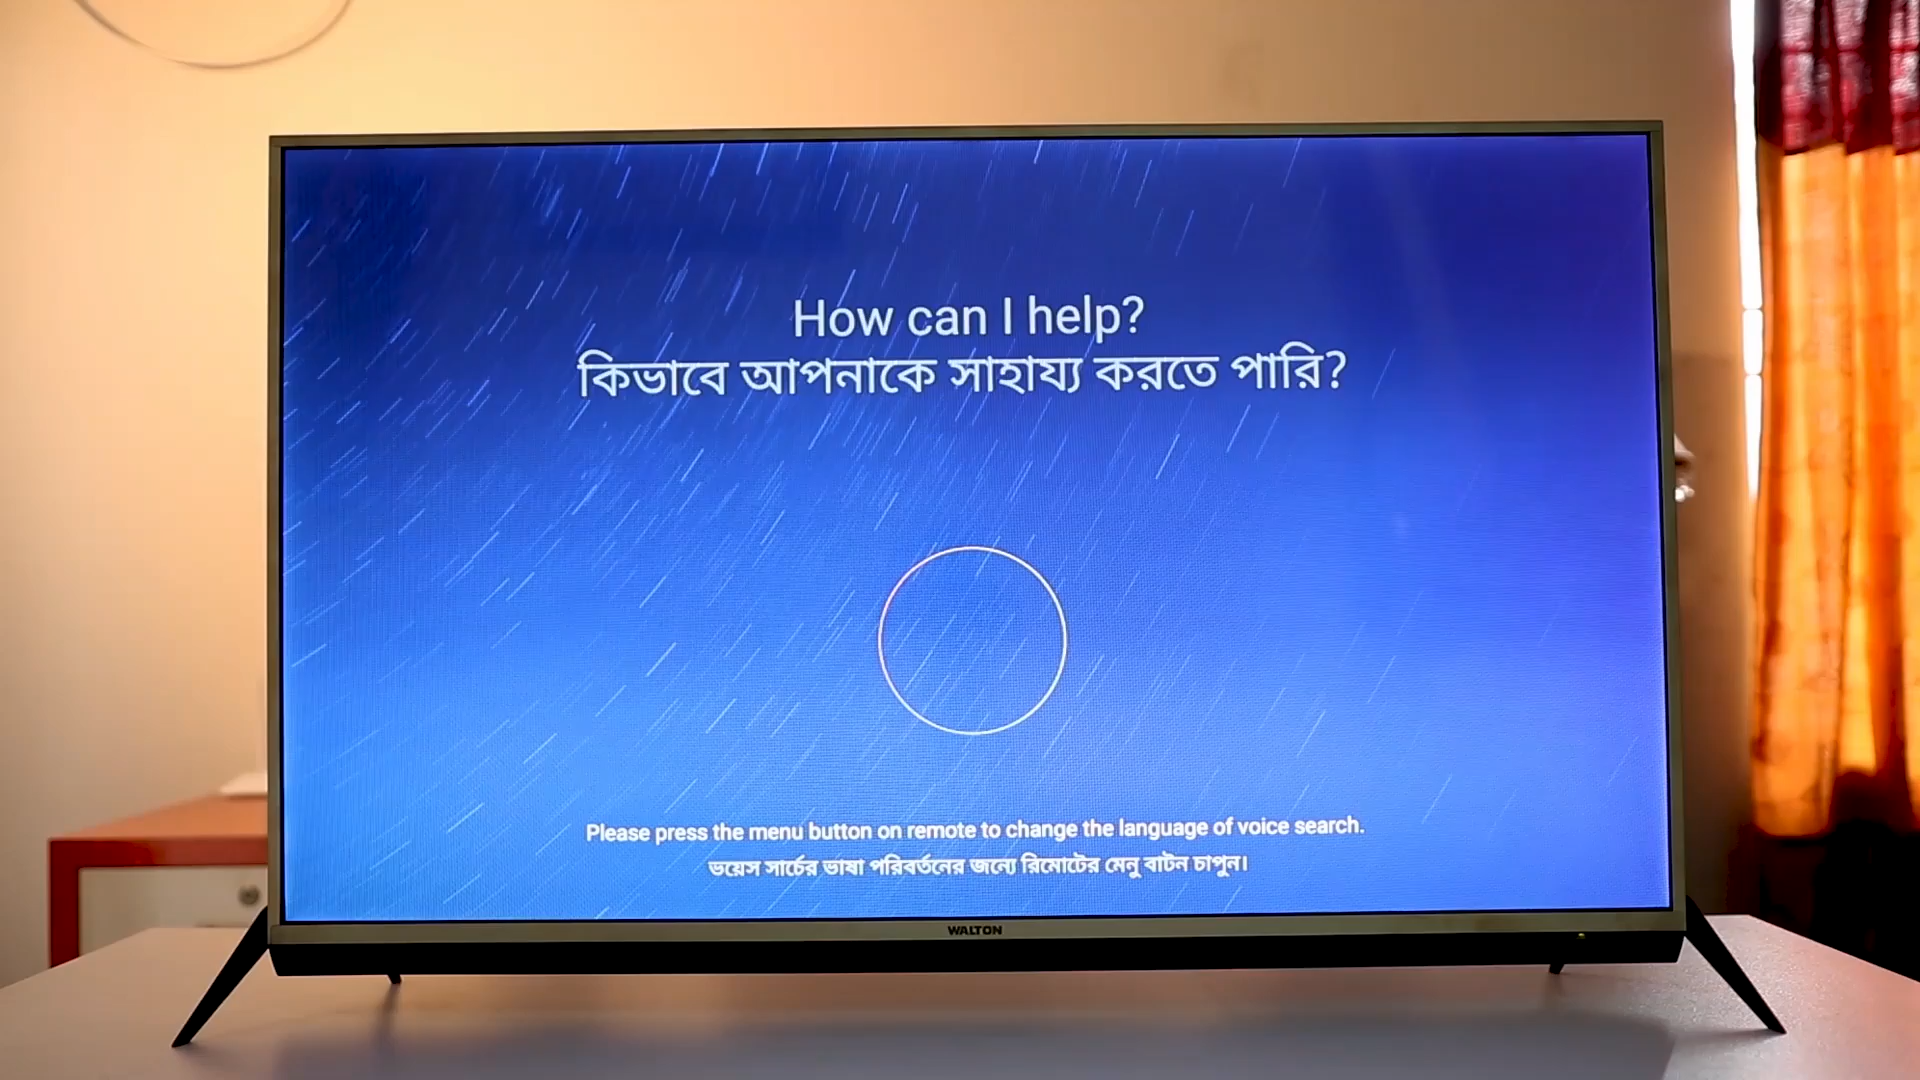 How can I help?
কিভাবে আপনাকে সাহায্য করতে পারি?
Please press the menu button on remote to change the language of voice search.
ভয়েস সার্চের ভাষা পরিবর্তনের জন্যে রিমোটের মেনু বাটন চাপুন।
WALTON